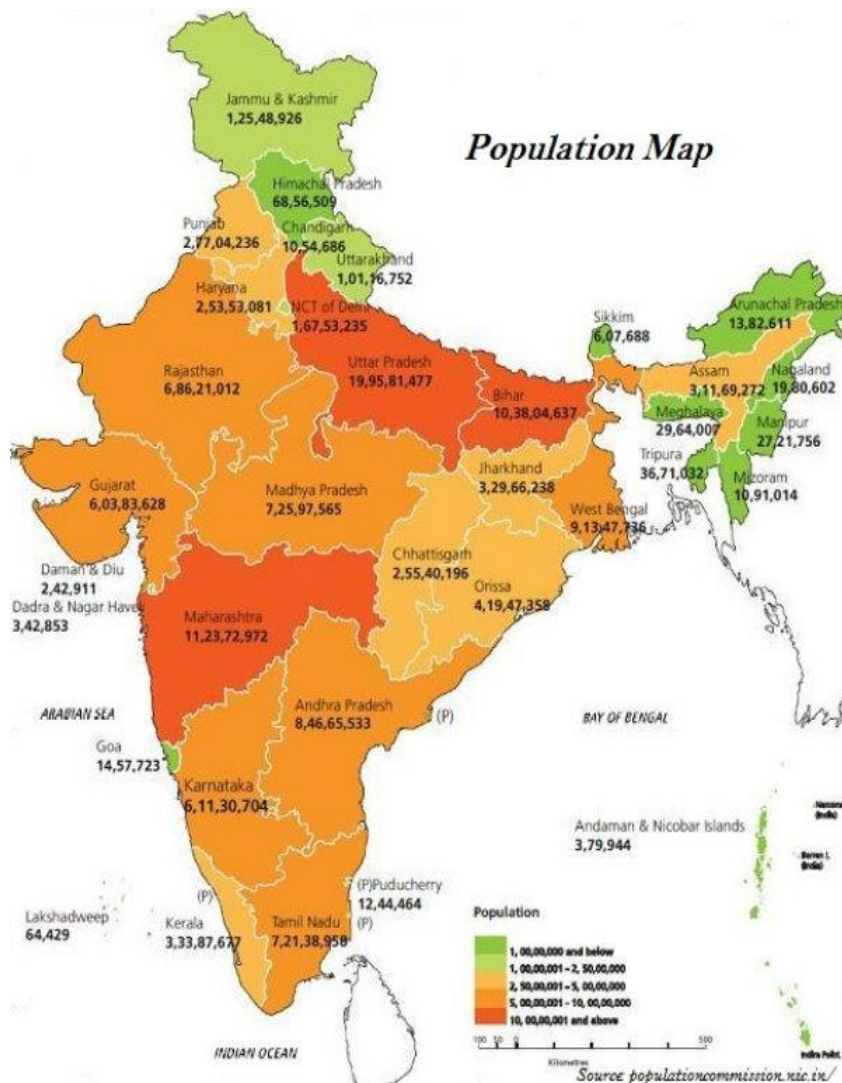 Population Map
Jammu & Kashmir
1,25,48,926
Himachal Pradesh
68,56,509
Punjab
2,77,04,236
Chandigarh
10,54,686
Uttarakhand
1,01,16,752
Haryana
2,53,53,081
NCT of Delhi
1,67,53,235
Arunachal Pradesh
13,82,611
Sikkim
6,07,688
Rajasthan
6,86,21,012
Uttar Pradesh
19,95,81,477
Bihar
10,38,04,637
Assam
3,11,69,272
Nagaland
19,80,602
Meghalaya
29,64,007
Manipur
27,21,756
Tripura
36,71,032
Mizoram
10,91,014
Gujarat
6,03,83,628
Madhya Pradesh
7,25,97,565
Jharkhand
3,29,66,238
West Bengal
9,13,47,736
Chhattisgarh
2,55,40,196
Orissa
4,19,47,358
Daman & Diu
2,42,911
Dadra & Nagar Haveli
3,42,853
Maharashtra
11,23,72,972
Andhra Pradesh
8,46,65,533
(P)
ARABIAN SEA
BAY OF BENGAL
Goa
14,57,723
Karnataka
6,11,30,704
Andaman & Nicobar Islands
3,79,944
(India)
Barren I.
(India)
(P)
(P)Puducherry
12,44,464
(P)
Lakshadweep
64,429
Kerala
3,33,87,677
Tamil Nadu
7,21,38,958
Population
1, 00,00,000 and below
1, 00,00,001 - 2, 50,00,000
2, 50,00,001 - 5, 00,00,000
5, 00,00,001 - 10, 00,00,000
10, 00,00,001 and above
100 50 0 500
Kilometres
Indira Point
INDIAN OCEAN
Source: populationcommission.nic.in/